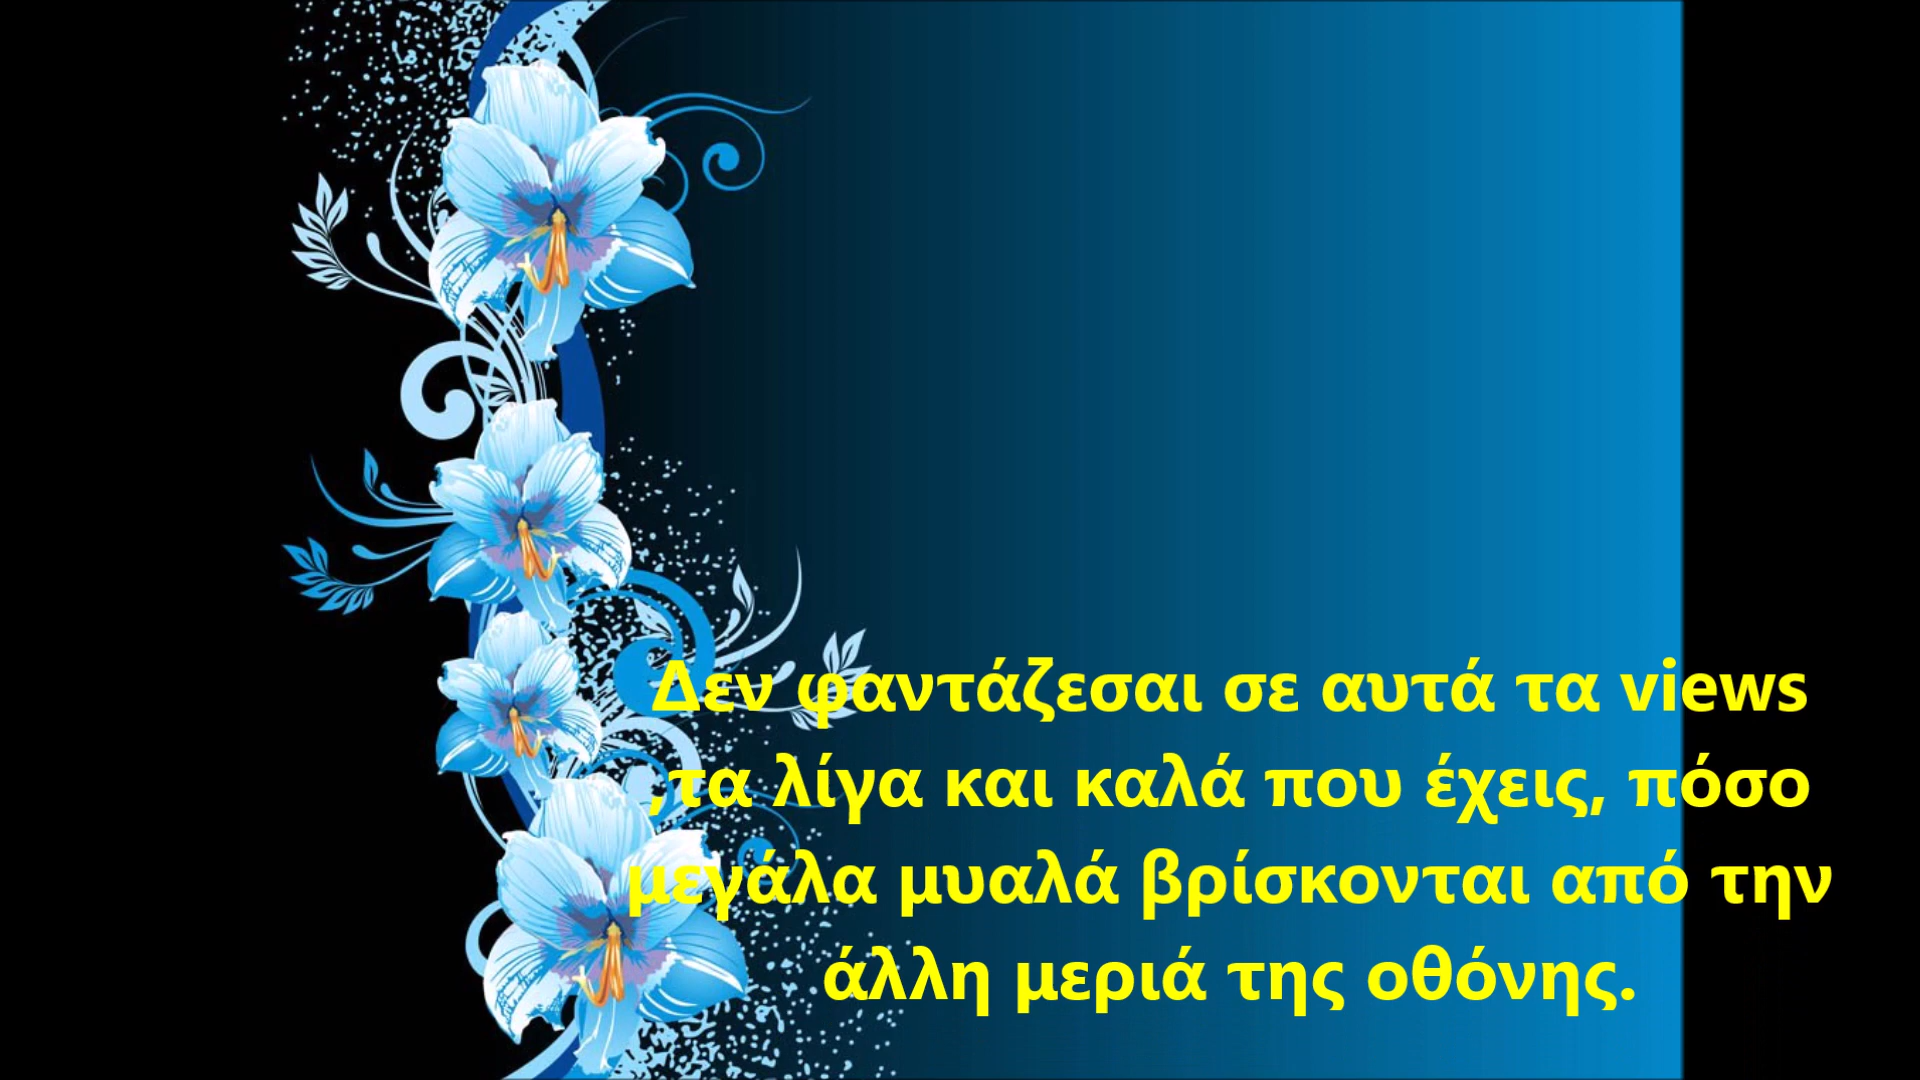 Δεν φαντάζεσαι σε αυτά τα views
,τα λίγα και καλά που έχεις, πόσο
μεγάλα μυαλά βρίσκονται από την
άλλη μεριά της οθόνης.